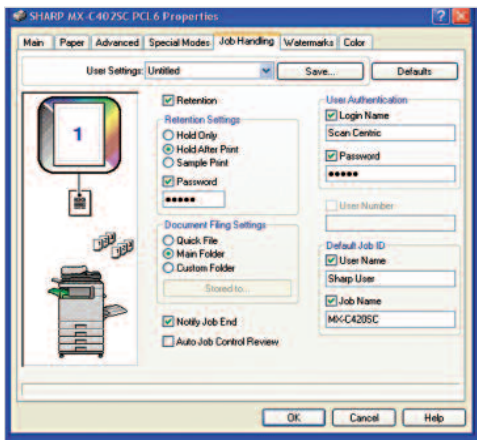 SHARP MX-C402SC PCL6 Properties
Main Paper Advanced Special Modes Job Handling Watermarks Color
User Settings: Untitled Save... Defaults
1
Retention
Retention Settings
Hold Only
Hold After Print
Sample Print
Password
•••••
Document Filing Settings
Quick File
Main Folder
Custom Folder
Stored to...
Notify Job End
Auto Job Control Review
User Authentication
Login Name
Scan Centric
Password
•••••
User Number
Default Job ID
User Name
Sharp User
Job Name
MX-C420SC
OK Cancel Help